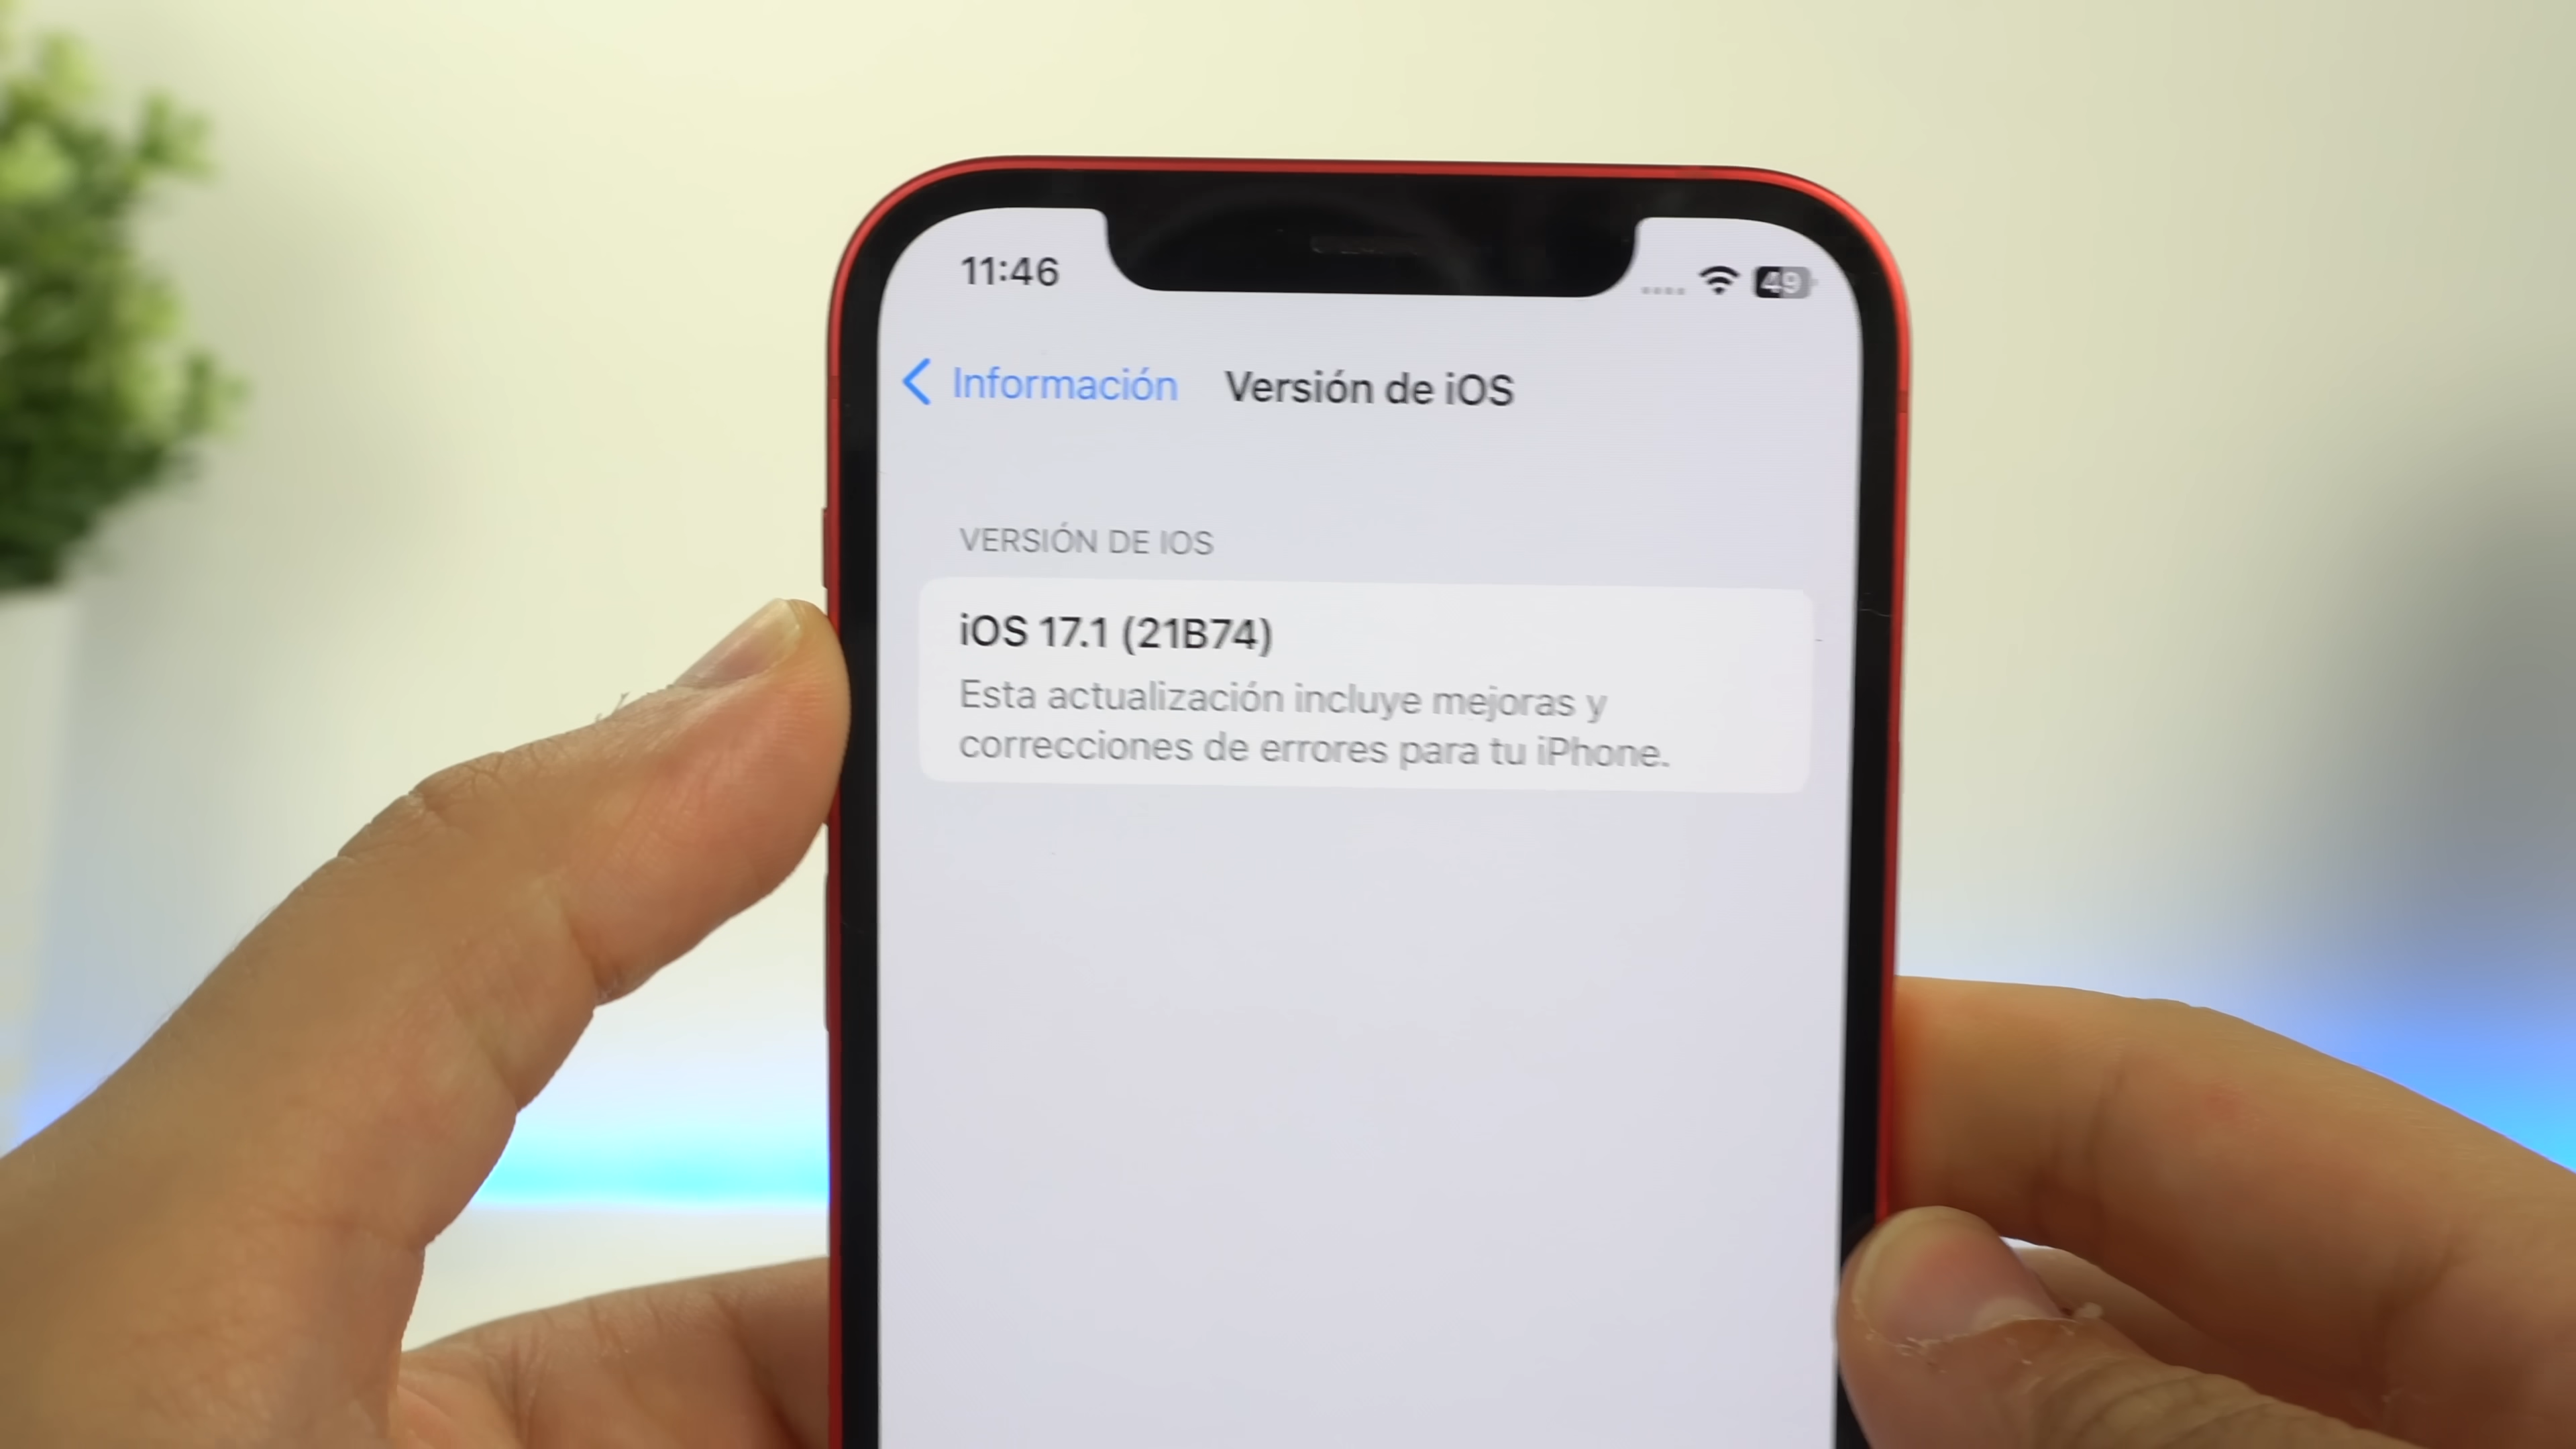 11:46
49
Información Versión de iOS
VERSIÓN DE IOS
iOS 17.1 (21B74)
Esta actualización incluye mejoras y
correcciones de errores para tu iPhone.